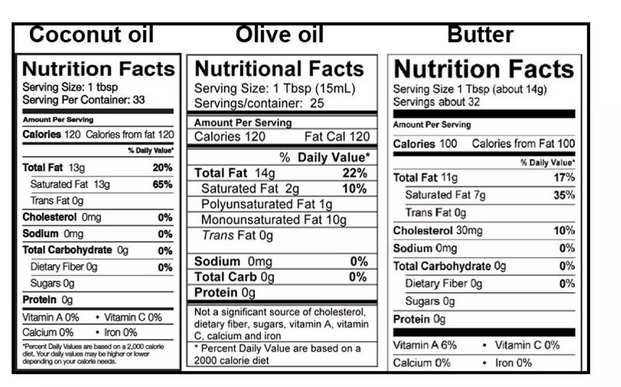 Coconut oil
Nutrition Facts
Serving Size: 1 tbsp
Serving Per Container: 33
Amount Per Serving
Calories 120 Calories from fat 120
% Daily Value*
Total Fat 13g 20%
Saturated Fat 13g 65%
Trans Fat 0g
Cholesterol 0mg 0%
Sodium 0mg 0%
Total Carbohydrate 0g 0%
Dietary Fiber 0g 0%
Sugars 0g
Protein 0g
Vitamin A 0% • Vitamin C 0%
Calcium 0% • Iron 0%
*Percent Daily Values are based on a 2,000 calorie
diet. Your daily values may be higher or lower
depending on your calorie needs.
Olive oil
Nutritional Facts
Serving Size: 1 Tbsp (15mL)
Servings/container: 25
Amount Per Serving
Calories 120 Fat Cal 120
% Daily Value*
Total Fat 14g 22%
Saturated Fat 2g 10%
Polyunsaturated Fat 1g
Monounsaturated Fat 10g
Trans Fat 0g
Sodium 0mg 0%
Total Carb 0g 0%
Protein 0g
Not a significant source of cholesterol,
dietary fiber, sugars, vitamin A, vitamin
C, calcium and iron
* Percent Daily Value are based on a
2000 calorie diet
Butter
Nutrition Facts
Serving Size 1 Tbsp (about 14g)
Servings about 32
Amount Per Serving
Calories 100 Calories from Fat 100
% Daily Value*
Total Fat 11g 17%
Saturated Fat 7g 35%
Trans Fat 0g
Cholesterol 30mg 10%
Sodium 0mg 0%
Total Carbohydrate 0g 0%
Dietary Fiber 0g 0%
Sugars 0g
Protein 0g
Vitamin A 6% • Vitamin C 0%
Calcium 0% • Iron 0%